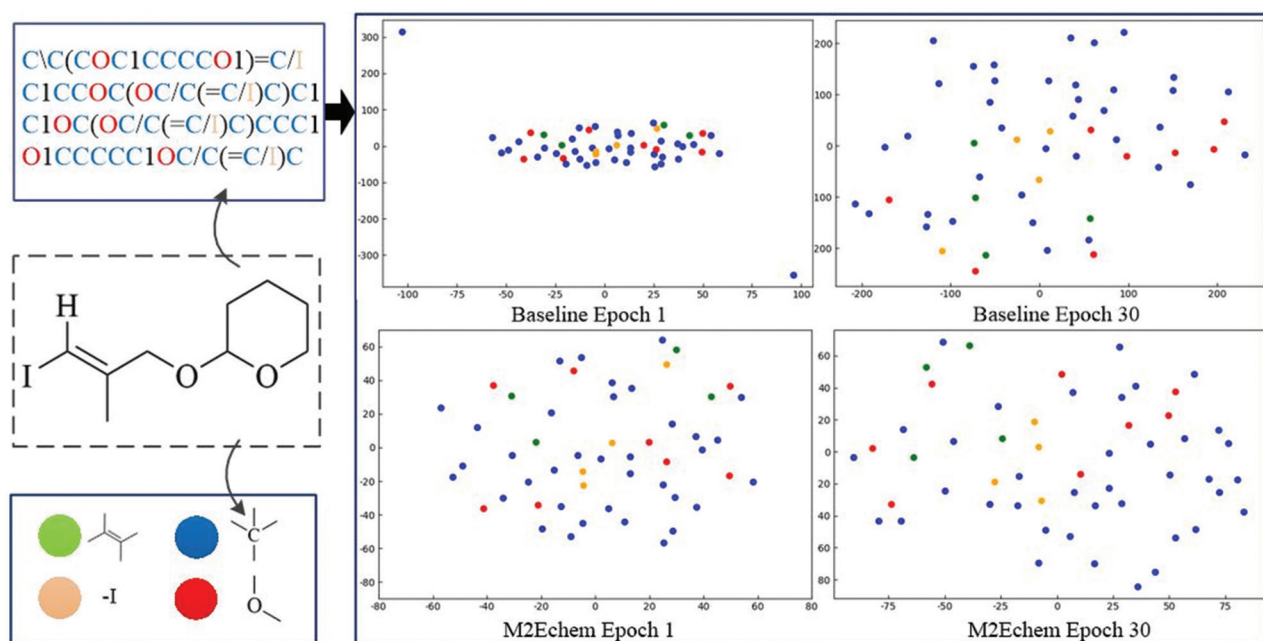 C\C(COC1CCCCO1)=C/I
C1CCOC(OC/C(=C/I)C)C1
C1OC(OC/C(=C/I)C)CCC1
O1CCCCC1OC/C(=C/I)C
H
I
O
O
-I
C
O
300
200
100
0
-100
-200
-300
-100 -75 -50 -25 0 25 50 75 100
Baseline Epoch 1
200
100
0
100
200
-200 -100 0 100 200
Baseline Epoch 30
60
40
20
0
-20
-40
-60
-80
-80 -60 -40 -20 0 20 40 60 80
M2Echem Epoch 1
60
40
20
0
20
40
60
80
-75 -50 -25 0 25 50 75
M2Echem Epoch 30